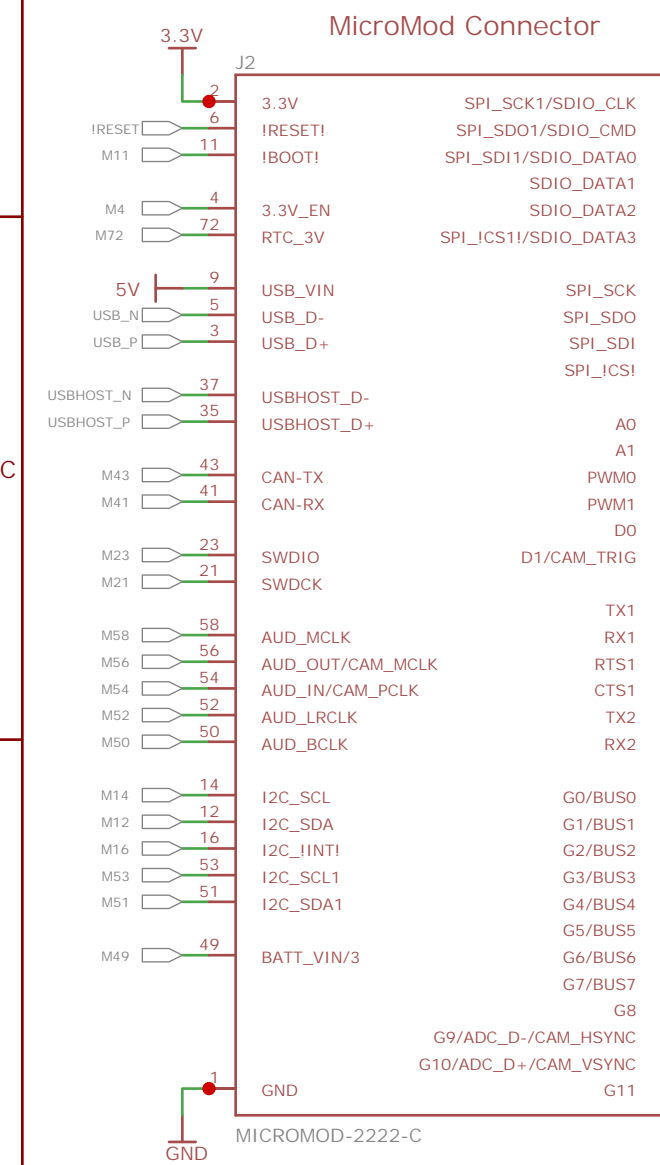 MicroMod Connector
3.3V
J2
2 3.3V SPI_SCK1/SDIO_CLK
!RESET 6 !RESET! SPI_SDO1/SDIO_CMD
M11 11 !BOOT! SPI_SDI1/SDIO_DATA0
SDIO_DATA1
M4 4 3.3V_EN SDIO_DATA2
M72 72 RTC_3V SPI_!CS1!/SDIO_DATA3
5V 9 USB_VIN SPI_SCK
USB_N 5 USB_D- SPI_SDO
USB_P 3 USB_D+ SPI_SDI
SPI_!CS!
USBHOST_N 37 USBHOST_D-
USBHOST_P 35 USBHOST_D+ A0
A1
C
M43 43 CAN-TX PWM0
M41 41 CAN-RX PWM1
D0
M23 23 SWDIO D1/CAM_TRIG
M21 21 SWDCK
TX1
M58 58 AUD_MCLK RX1
M56 56 AUD_OUT/CAM_MCLK RTS1
M54 54 AUD_IN/CAM_PCLK CTS1
M52 52 AUD_LRCLK TX2
M50 50 AUD_BCLK RX2
M14 14 I2C_SCL G0/BUS0
M12 12 I2C_SDA G1/BUS1
M16 16 I2C_!INT! G2/BUS2
M53 53 I2C_SCL1 G3/BUS3
M51 51 I2C_SDA1 G4/BUS4
G5/BUS5
M49 49 BATT_VIN/3 G6/BUS6
G7/BUS7
G8
G9/ADC_D-/CAM_HSYNC
G10/ADC_D+/CAM_VSYNC
1 GND G11
MICROMOD-2222-C
GND